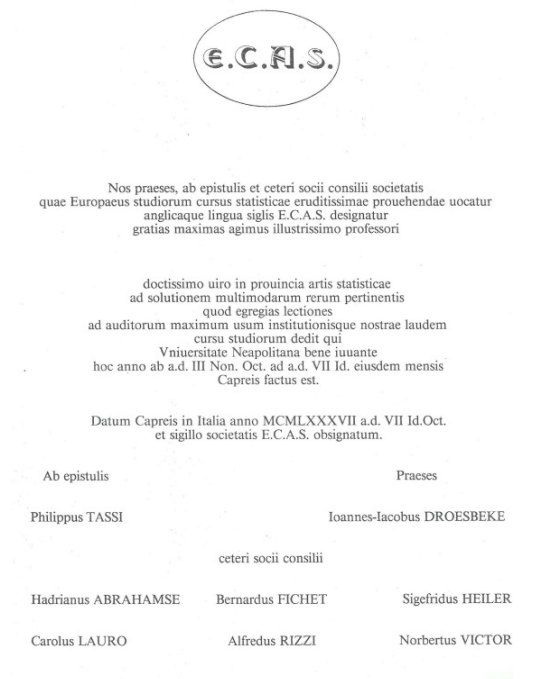 E.C.A.S.
Nos praeses, ab epistulis et ceteri socii consilii societatis
quae Europaeus studiorum cursus statisticae eruditissimae prouehendae uocatur
anglicaque lingua siglis E.C.A.S. designatur
gratias maximas agimus illustrissimo professori
doctissimo uiro in prouincia artis statisticae
ad solutionem multimodarum rerum pertinentis
quod egregias lectiones
ad auditorum maximum usum institutionisque nostrae laudem
cursu studiorum dedit qui
Vniuersitate Neapolitana bene iuuante
hoc anno ab a.d. III Non. Oct. ad a.d. VII Id. eiusdem mensis
Capreis factus est.
Datum Capreis in Italia anno MCMLXXXVII a.d. VII Id.Oct.
et sigillo societatis E.C.A.S. obsignatum.
Ab epistulis Praeses
Philippus TASSI Ioannes-Iacobus DROESBEKE
ceteri socii consilii
Hadrianus ABRAHAMSE Bernardus FICHET Sigefridus HEILER
Carolus LAURO Alfredus RIZZI Norbertus VICTOR